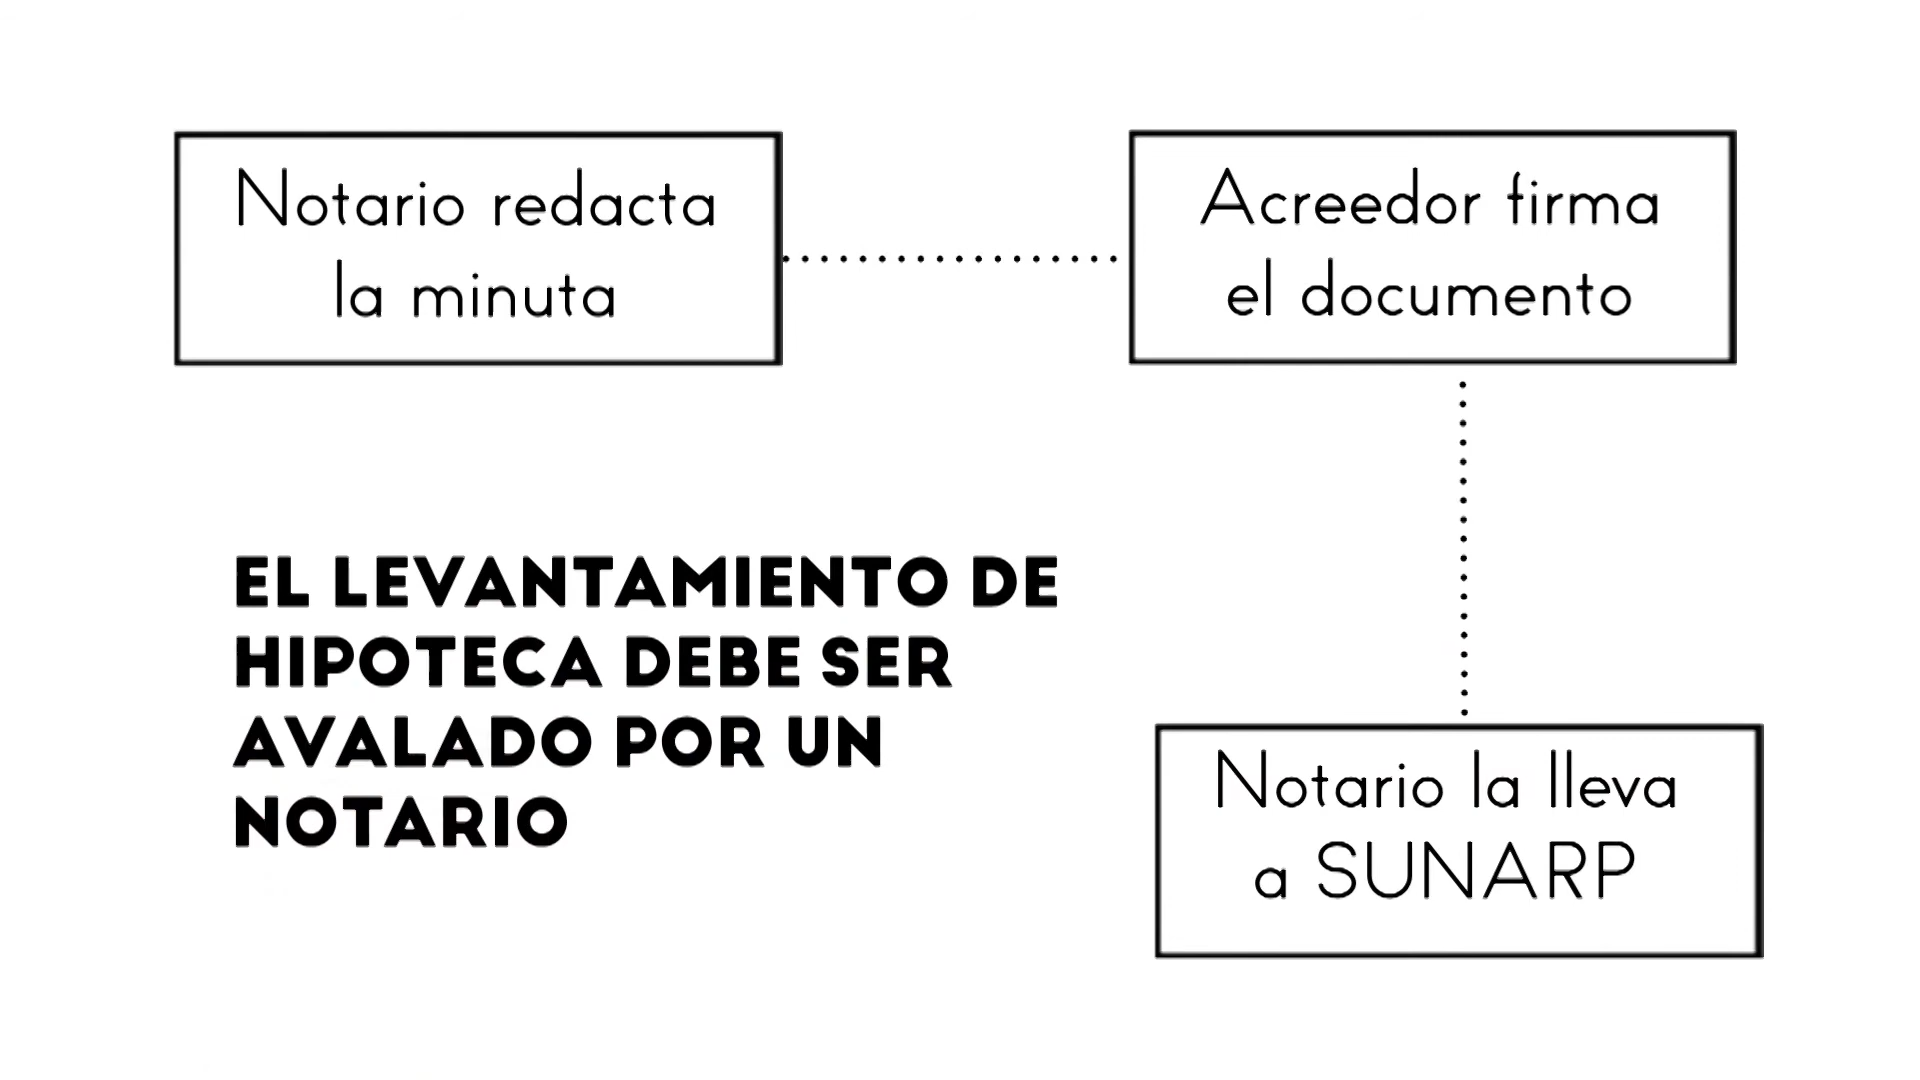 Notario redacta
la minuta
Acreedor firma
el documento
EL LEVANTAMIENTO DE
HIPOTECA DEBE SER
AVALADO POR UN
NOTARIO
Notario la lleva
a SUNARP